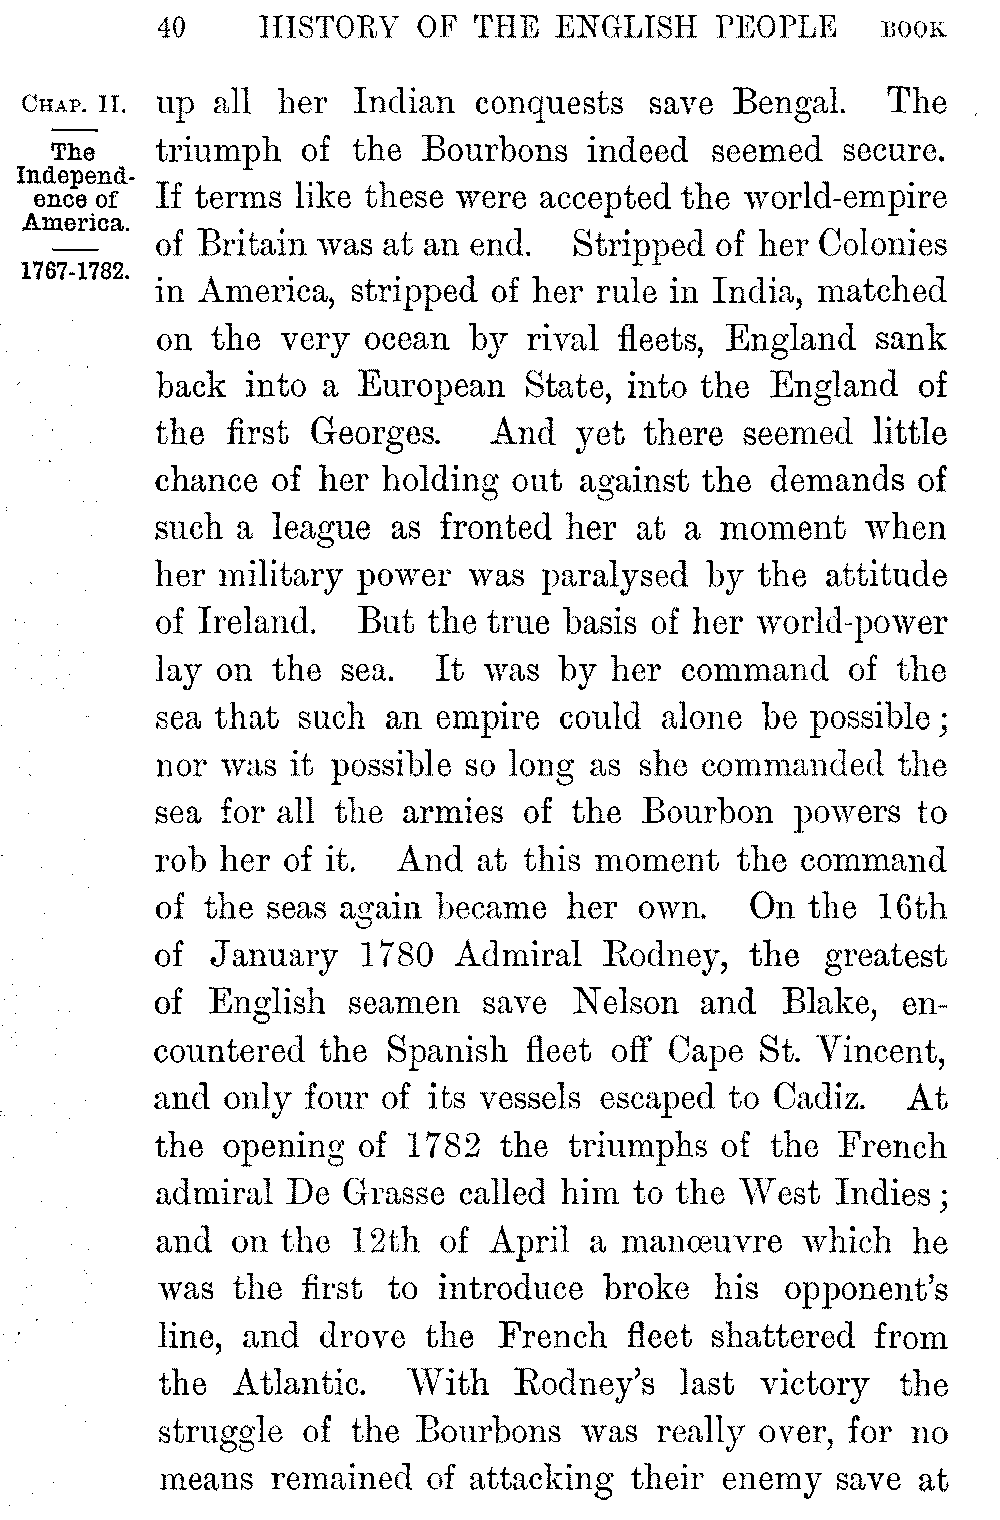 40 HISTORY OF THE ENGLISH PEOPLE BOOK
CHAP. II.
The
Independ-
ence of
America.
1767-1782.
up all her Indian conquests save Bengal. The
triumph of the Bourbons indeed seemed secure.
If terms like these were accepted the world-empire
of Britain was at an end. Stripped of her Colonies
in America, stripped of her rule in India, matched
on the very ocean by rival fleets, England sank
back into a European State, into the England of
the first Georges. And yet there seemed little
chance of her holding out against the demands of
such a league as fronted her at a moment when
her military power was paralysed by the attitude
of Ireland. But the true basis of her world-power
lay on the sea. It was by her command of the
sea that such an empire could alone be possible;
nor was it possible so long as she commanded the
sea for all the armies of the Bourbon powers to
rob her of it. And at this moment the command
of the seas again became her own. On the 16th
of January 1780 Admiral Rodney, the greatest
of English seamen save Nelson and Blake, en-
countered the Spanish fleet off Cape St. Vincent,
and only four of its vessels escaped to Cadiz. At
the opening of 1782 the triumphs of the French
admiral De Grasse called him to the West Indies;
and on the 12th of April a manœuvre which he
was the first to introduce broke his opponent's
line, and drove the French fleet shattered from
the Atlantic. With Rodney's last victory the
struggle of the Bourbons was really over, for no
means remained of attacking their enemy save at